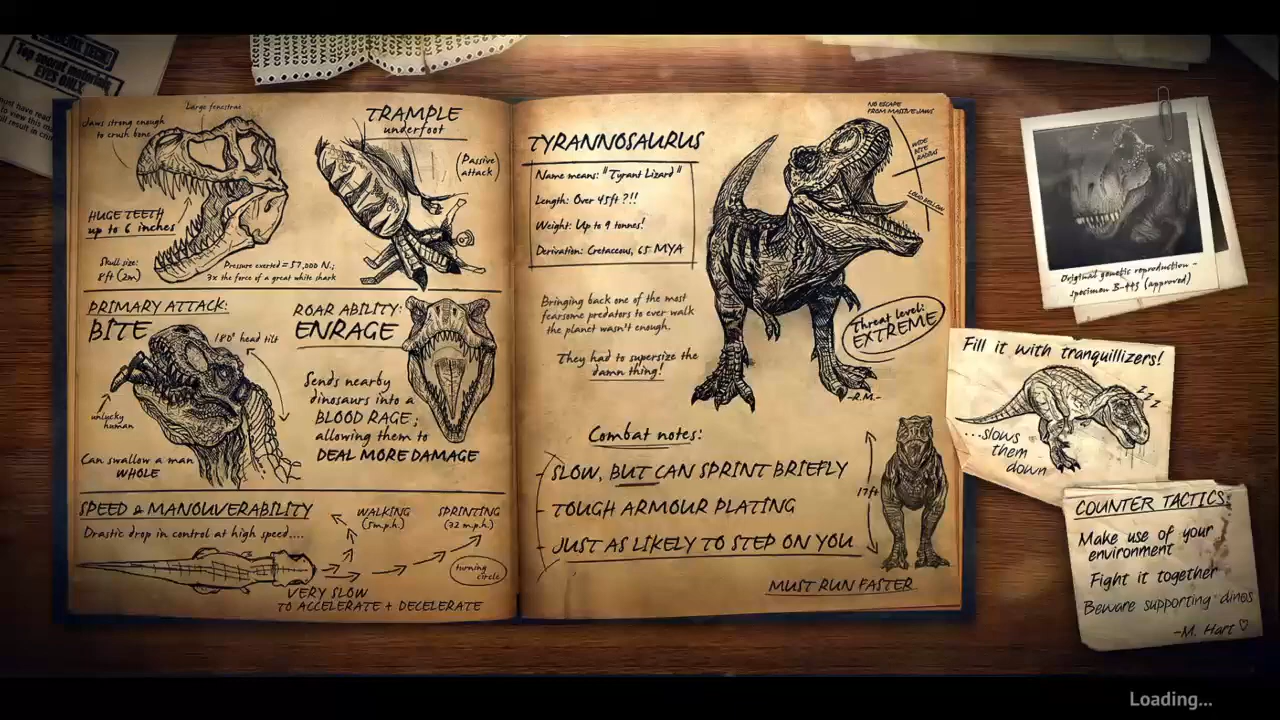 Top secret materials
EYES ONLY
Large fenestrae
Jaws strong enough
to crush bone
HUGE TEETH
up to 6 inches
Skull size:
8ft (2m)
Pressure exerted = 57,000 N.;
3x the force of a great white shark
TRAMPLE
underfoot
(Passive
attack)
PRIMARY ATTACK:
BITE
180° head tilt
unlucky
human
Can swallow a man
WHOLE
ROAR ABILITY:
ENRAGE
Sends nearby
dinosaurs into a
BLOOD RAGE;
allowing them to
DEAL MORE DAMAGE
SPEED & MANOUVERABILITY
Drastic drop in control at high speed....
WALKING
(5m.p.h.)
SPRINTING
(32 m.p.h.)
turning
circle
VERY SLOW
TO ACCELERATE + DECELERATE
TYRANNOSAURUS
Name means: "Tyrant Lizard"
Length: Over 45ft ?!!
Weight: Up to 9 tonnes!
Derivation: Cretaceous, 65 MYA
NO ESCAPE
FROM MASSIVE JAWS
WIDE
BITE
RADIUS
LOUD BELLOW
Bringing back one of the most
fearsome predators to ever walk
the planet wasn't enough.
They had to supersize the
damn thing!
Threat level:
EXTREME
-R.M.-
Combat notes:
- SLOW, BUT CAN SPRINT BRIEFLY
- TOUGH ARMOUR PLATING
- JUST AS LIKELY TO STEP ON YOU
17ft
MUST RUN FASTER
Original genetic reproduction -
specimen B-443 (approved)
Fill it with tranquillizers!
z z z
...slows
them
down
COUNTER TACTICS:
Make use of your
environment
Fight it together
Beware supporting dinos
-M. Hart ♡
Loading...